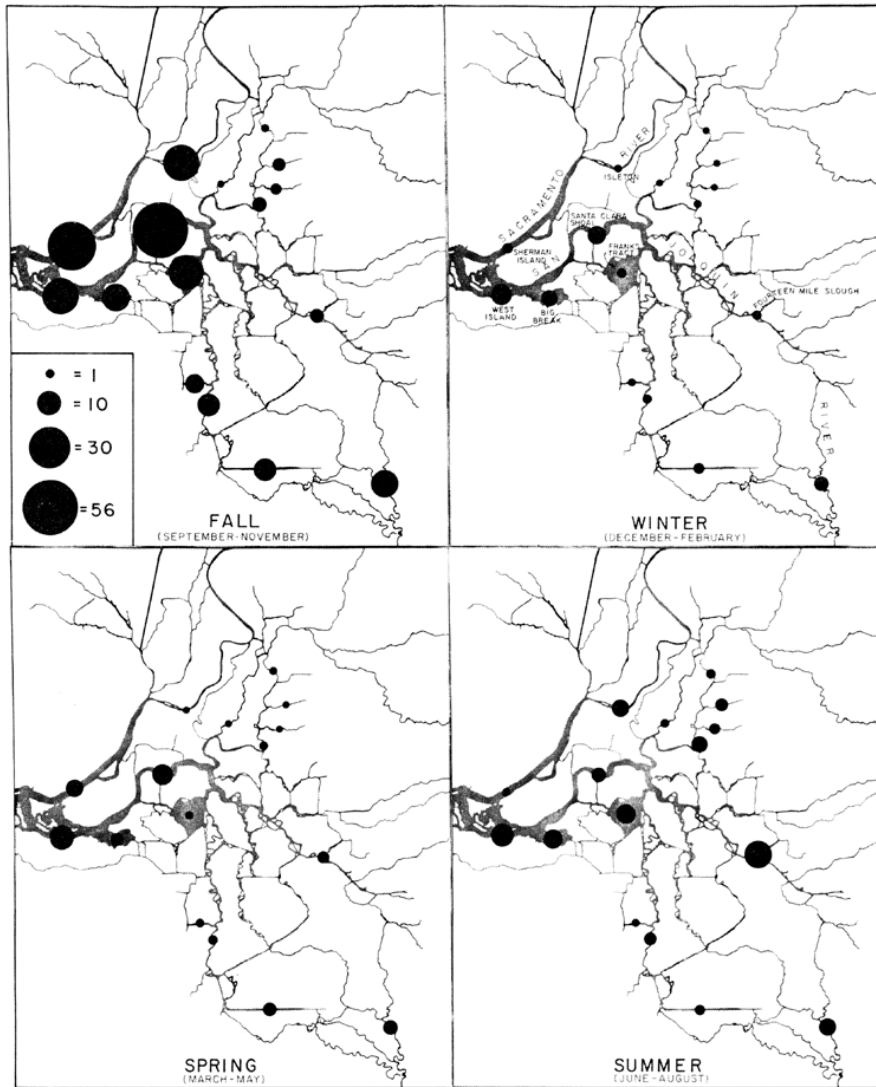 = 1
= 10
= 30
= 56
FALL
(SEPTEMBER-NOVEMBER)
SACRAMENTO
RIVER
ISLETON
SANTA CLARA
SHOAL
SHERMAN
ISLAND
FRANKS
TRACT
SAN
JOAQUIN
RIVER
WEST
ISLAND
BIG
BREAK
FOURTEEN MILE SLOUGH
WINTER
(DECEMBER-FEBRUARY)
SPRING
(MARCH-MAY)
SUMMER
(JUNE-AUGUST)